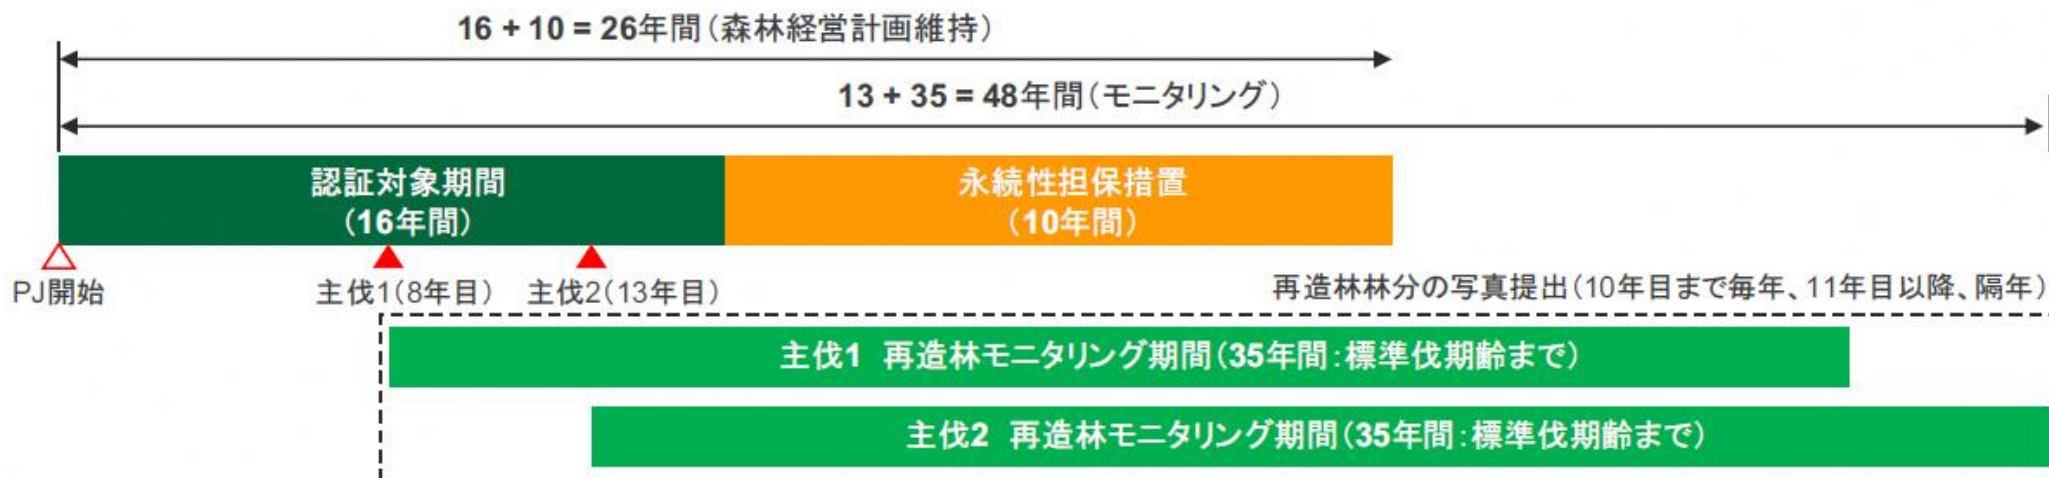 16 + 10 = 26年間（森林経営計画維持）
13 + 35 = 48年間（モニタリング）
認証対象期間
（16年間）
永続性担保措置
（10年間）
PJ開始
主伐1（8年目）
主伐2（13年目）
再造林林分の写真提出（10年目まで毎年、11年目以降、隔年）
主伐1 再造林モニタリング期間（35年間：標準伐期齢まで）
主伐2 再造林モニタリング期間（35年間：標準伐期齢まで）